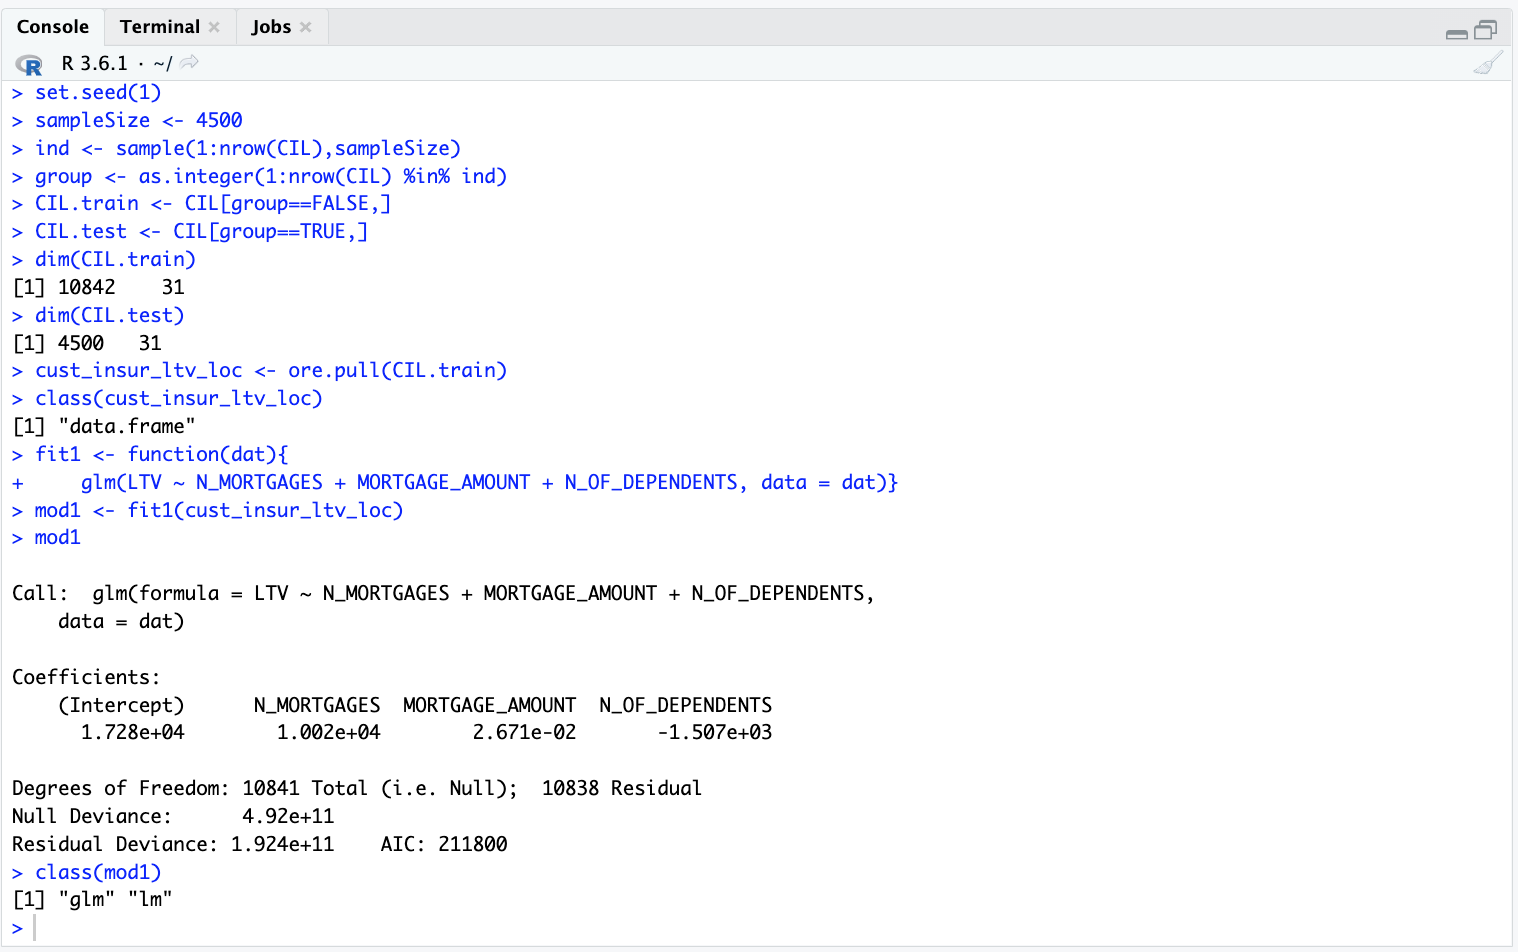 Console Terminal Jobs
R R 3.6.1 · ~/
> set.seed(1)
> sampleSize <- 4500
> ind <- sample(1:nrow(CIL),sampleSize)
> group <- as.integer(1:nrow(CIL) %in% ind)
> CIL.train <- CIL[group==FALSE,]
> CIL.test <- CIL[group==TRUE,]
> dim(CIL.train)
[1] 10842    31
> dim(CIL.test)
[1] 4500   31
> cust_insur_ltv_loc <- ore.pull(CIL.train)
> class(cust_insur_ltv_loc)
[1] "data.frame"
> fit1 <- function(dat){
+     glm(LTV ~ N_MORTGAGES + MORTGAGE_AMOUNT + N_OF_DEPENDENTS, data = dat)}
> mod1 <- fit1(cust_insur_ltv_loc)
> mod1
Call:  glm(formula = LTV ~ N_MORTGAGES + MORTGAGE_AMOUNT + N_OF_DEPENDENTS,
    data = dat)
Coefficients:
    (Intercept)      N_MORTGAGES  MORTGAGE_AMOUNT  N_OF_DEPENDENTS
      1.728e+04        1.002e+04        2.671e-02       -1.507e+03
Degrees of Freedom: 10841 Total (i.e. Null);  10838 Residual
Null Deviance:      4.92e+11
Residual Deviance: 1.924e+11    AIC: 211800
> class(mod1)
[1] "glm" "lm"
>